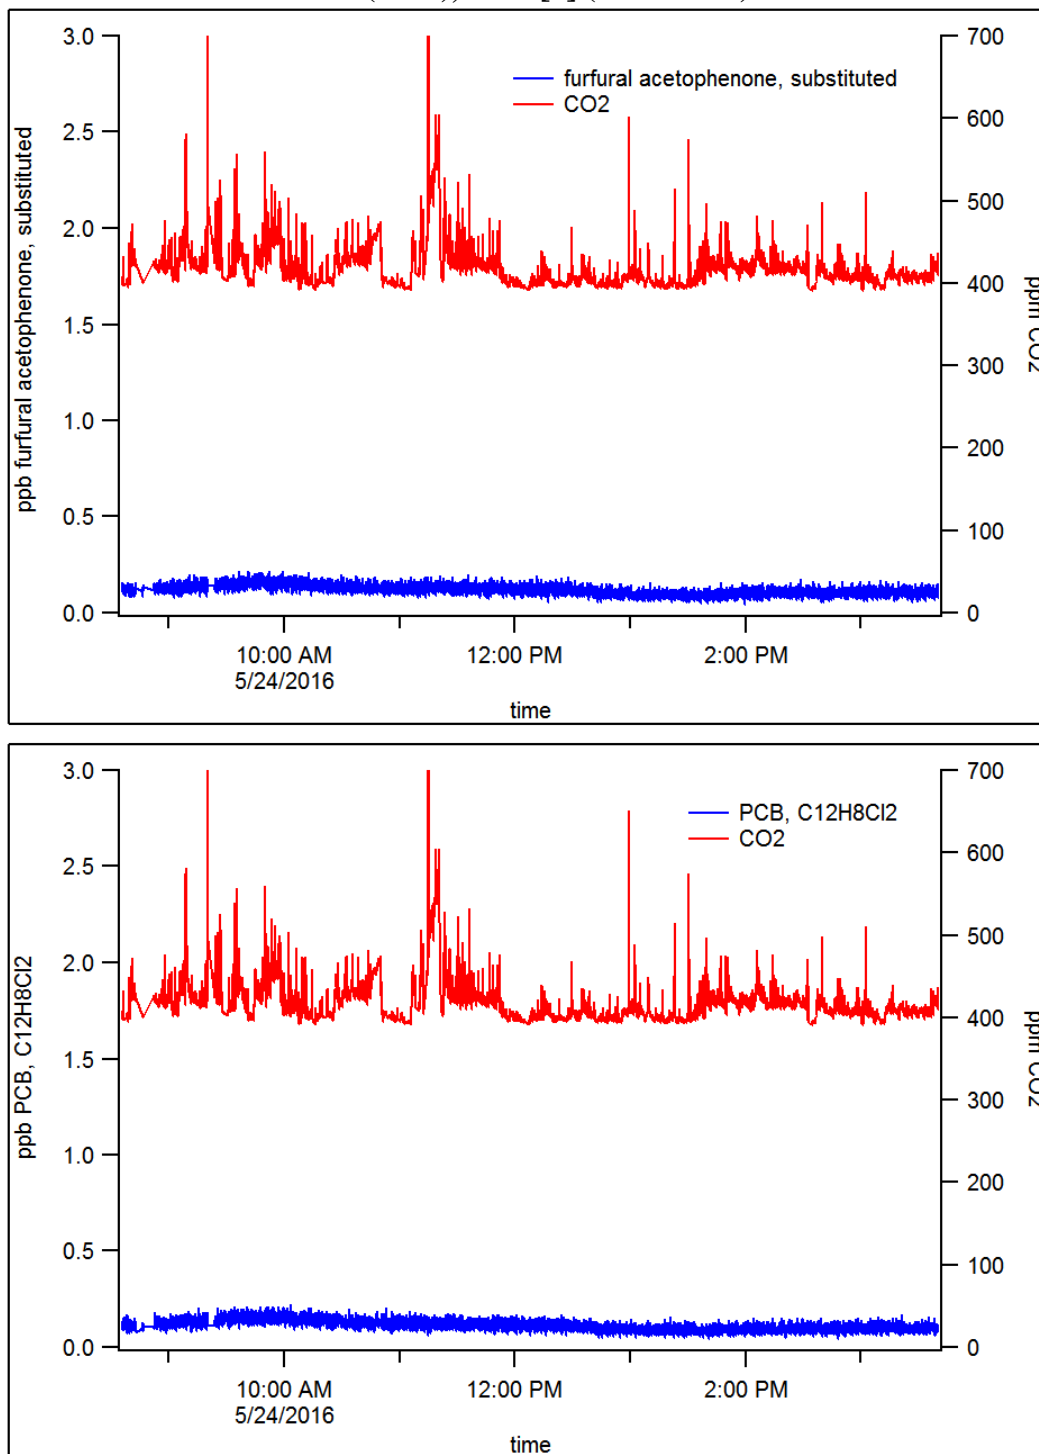 3.0
2.5
2.0
1.5
1.0
0.5
0.0
ppb furfural acetophenone, substituted
furfural acetophenone, substituted
CO2
700
600
500
400
300
200
100
0
ppm CO2
10:00 AM
5/24/2016
12:00 PM
2:00 PM
time
3.0
2.5
2.0
1.5
1.0
0.5
0.0
ppb PCB, C12H8Cl2
PCB, C12H8Cl2
CO2
700
600
500
400
300
200
100
0
ppm CO2
10:00 AM
5/24/2016
12:00 PM
2:00 PM
time